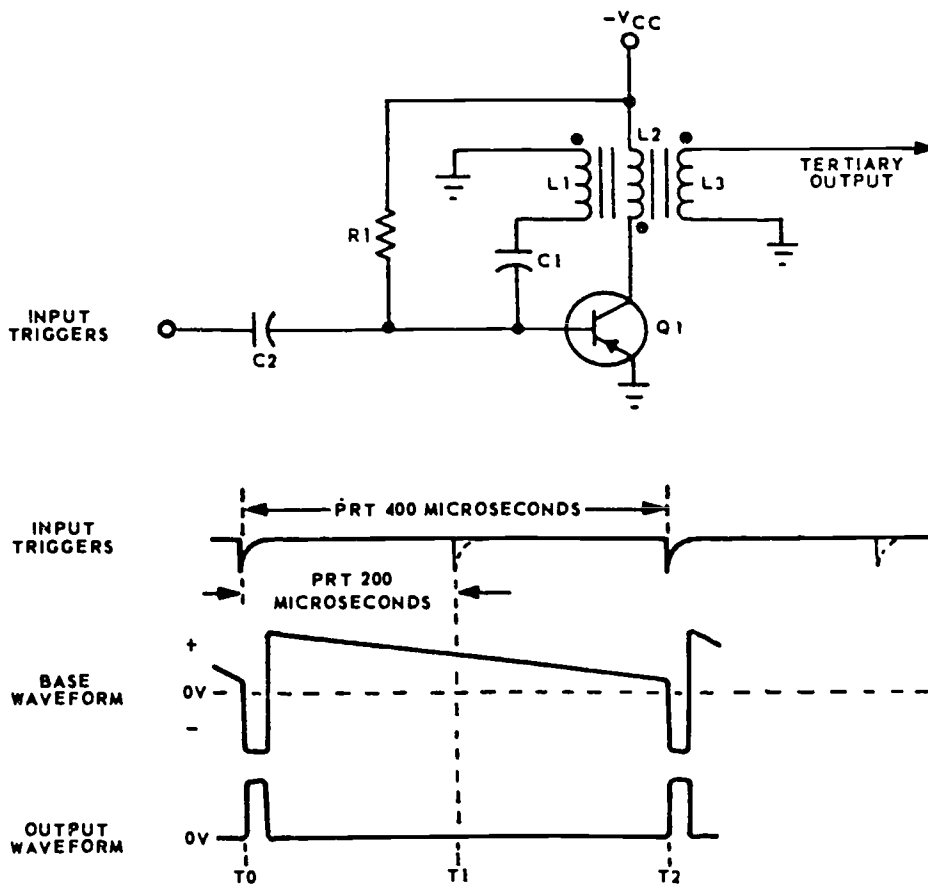 -VCC
L2
L1
L3
TERTIARY
OUTPUT
R1
C1
INPUT
TRIGGERS
C2
Q1
INPUT
TRIGGERS
PRT 400 MICROSECONDS
PRT 200
MICROSECONDS
+
BASE
WAVEFORM
0V
-
OUTPUT
WAVEFORM
0V
T0
T1
T2